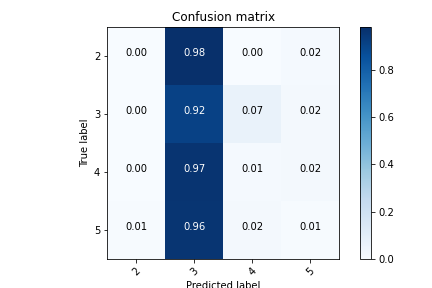 Confusion matrix
2 0.00 0.98 0.00 0.02
3 0.00 0.92 0.07 0.02
4 0.00 0.97 0.01 0.02
5 0.01 0.96 0.02 0.01
2 3 4 5
True label
Predicted label
0.8
0.6
0.4
0.2
0.0